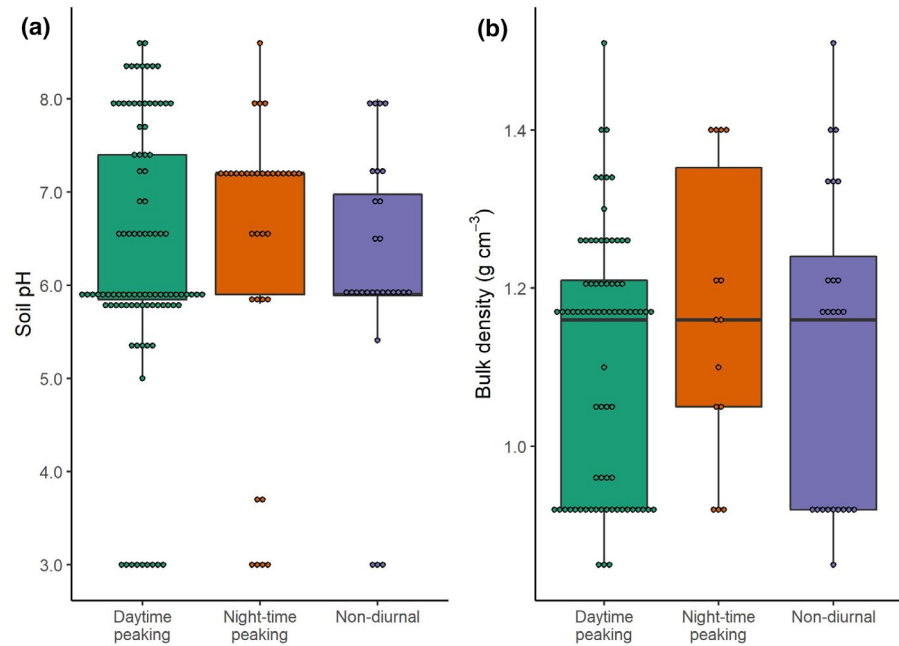 (a)
Soil pH
8.0
7.0
6.0
5.0
4.0
3.0
Daytime
peaking
Night-time
peaking
Non-diurnal
(b)
Bulk density (g cm⁻³)
1.4
1.2
1.0
Daytime
peaking
Night-time
peaking
Non-diurnal